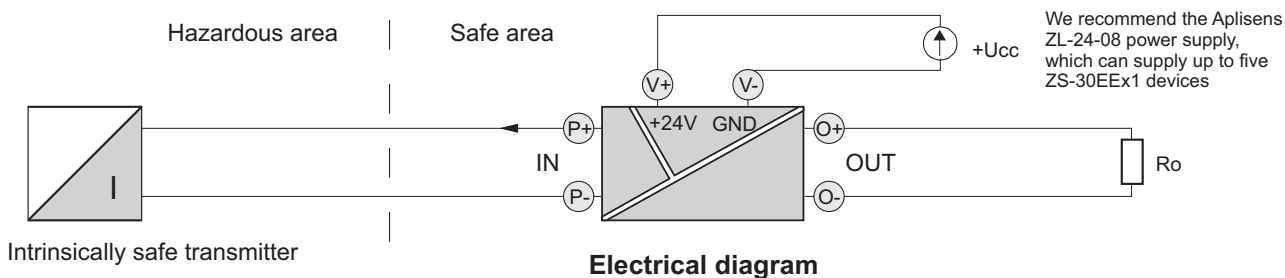 Hazardous area
Safe area
We recommend the Aplisens
ZL-24-08 power supply,
which can supply up to five
ZS-30EEx1 devices
+Ucc
V+
V-
+24V
GND
P+
O+
IN
OUT
Ro
I
P-
O-
Intrinsically safe transmitter
Electrical diagram